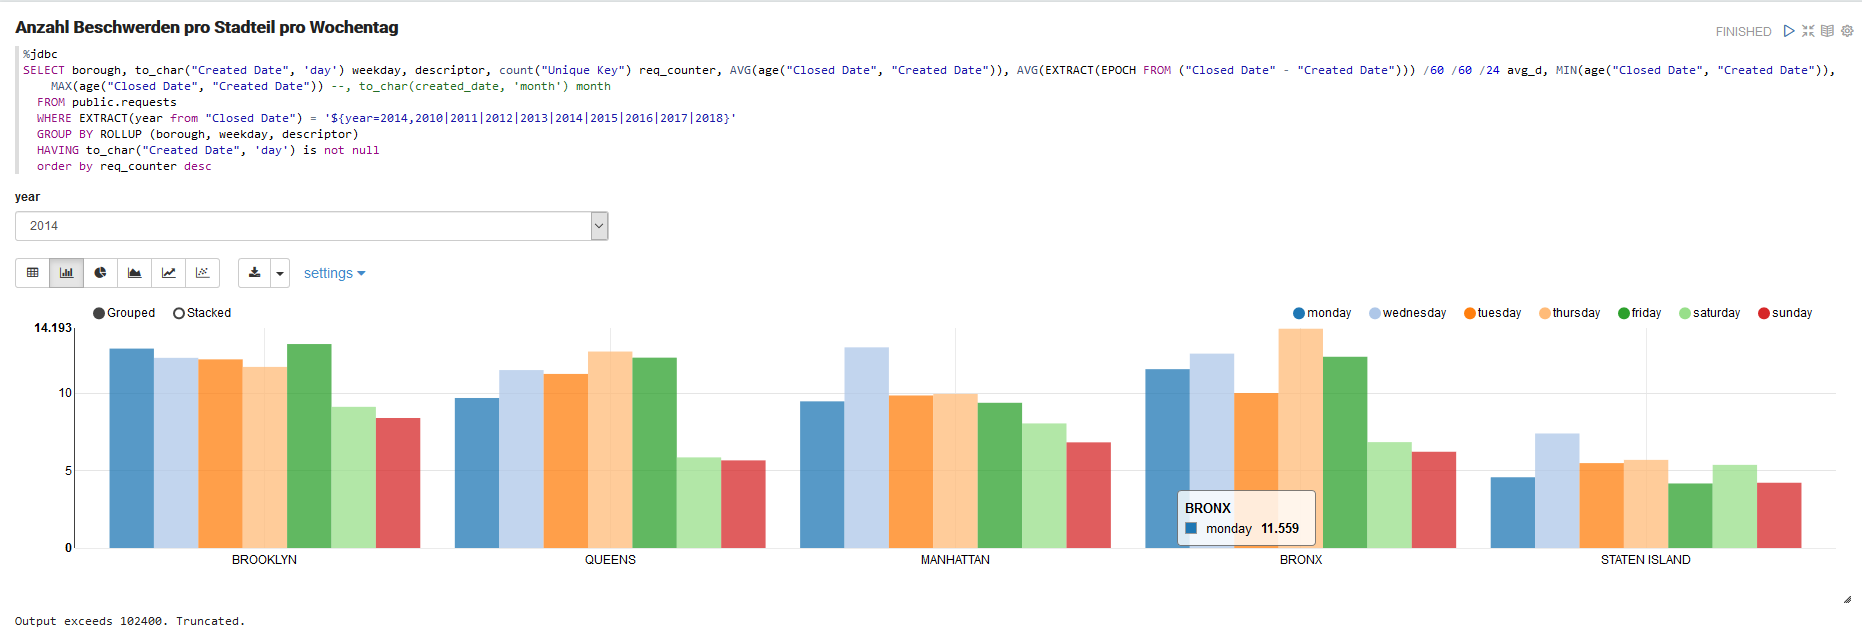 Anzahl Beschwerden pro Stadteil pro Wochentag
FINISHED
%jdbc
SELECT borough, to_char("Created Date", 'day') weekday, descriptor, count("Unique Key") req_counter, AVG(age("Closed Date", "Created Date")), AVG(EXTRACT(EPOCH FROM ("Closed Date" - "Created Date"))) /60 /60 /24 avg_d, MIN(age("Closed Date", "Created Date")),
MAX(age("Closed Date", "Created Date")) --, to_char(created_date, 'month') month
FROM public.requests
WHERE EXTRACT(year from "Closed Date") = '${year=2014,2010|2011|2012|2013|2014|2015|2016|2017|2018}'
GROUP BY ROLLUP (borough, weekday, descriptor)
HAVING to_char("Created Date", 'day') is not null
order by req_counter desc
year
2014
settings
Grouped Stacked
monday wednesday tuesday thursday friday saturday sunday
14.193
10
5
0
BRONX
monday 11.559
BROOKLYN QUEENS MANHATTAN BRONX STATEN ISLAND
Output exceeds 102400. Truncated.